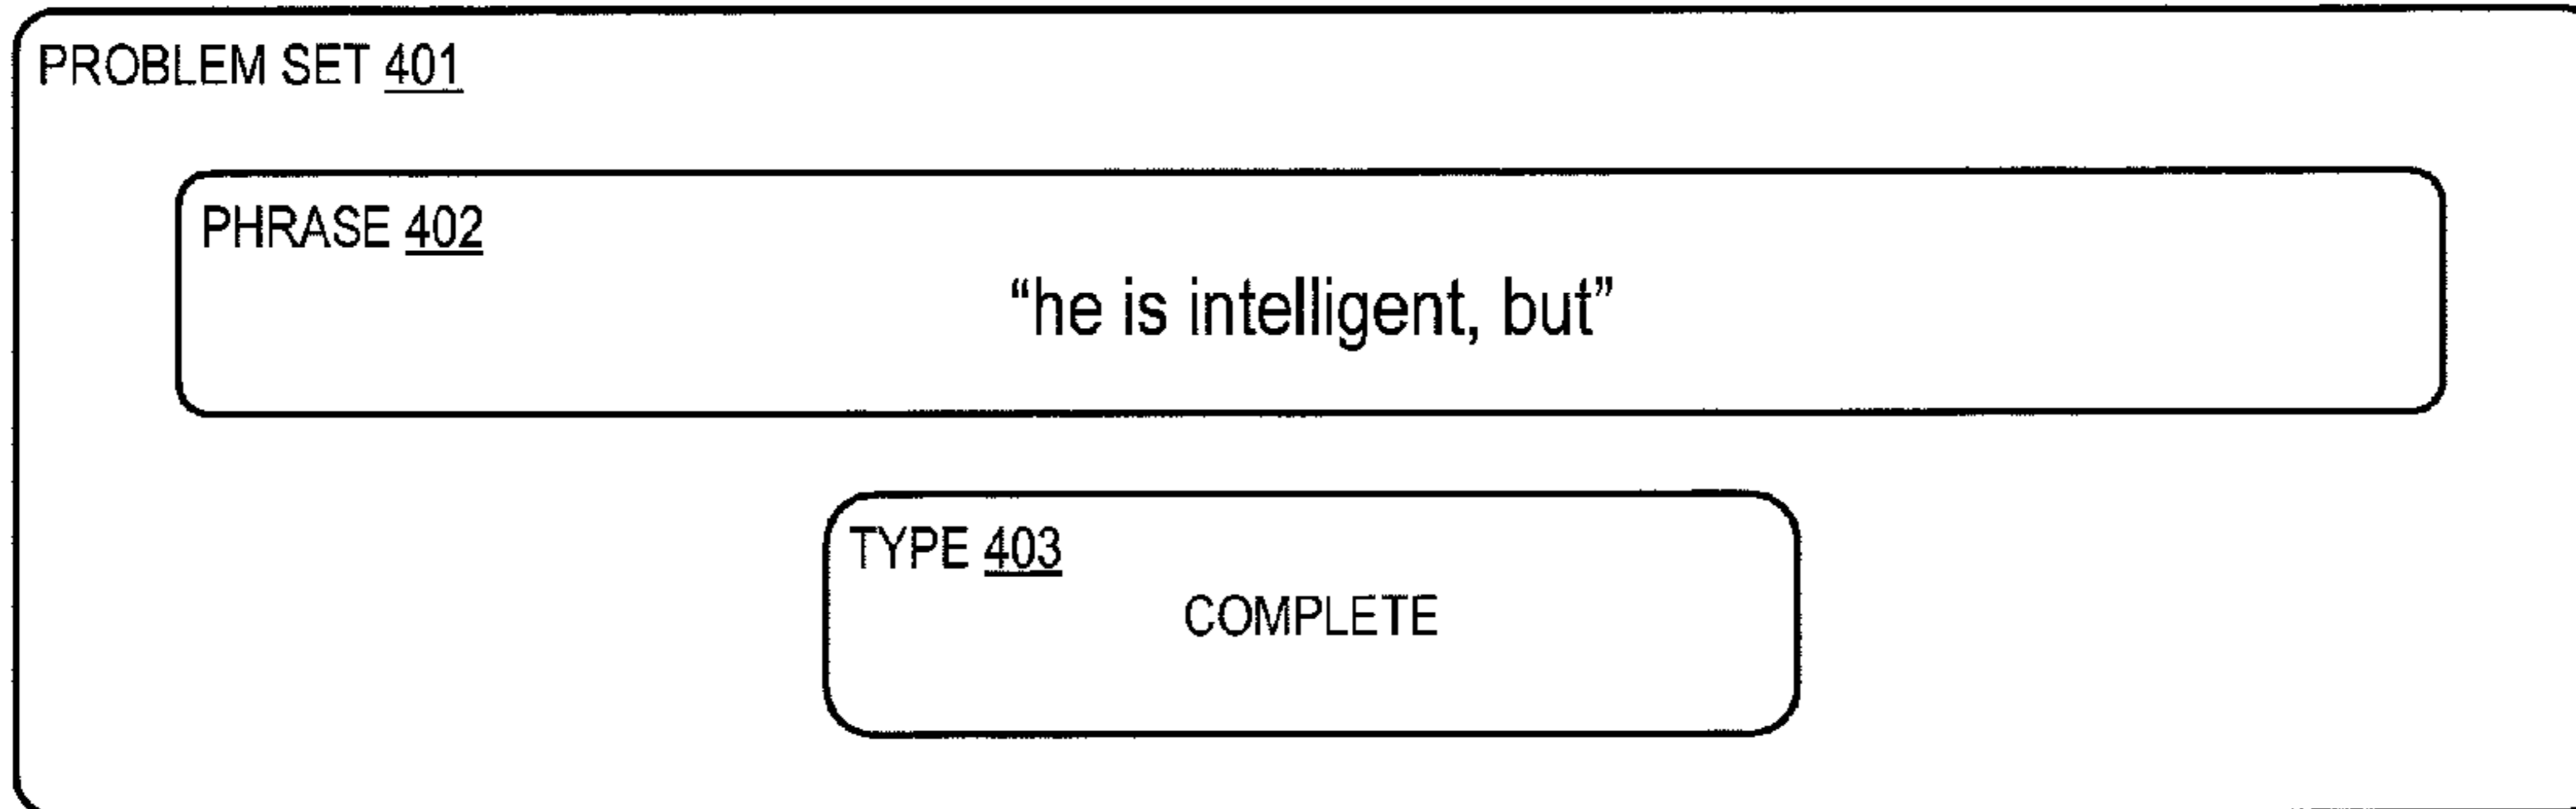 PROBLEM SET 401
PHRASE 402
“he is intelligent, but”
TYPE 403
COMPLETE